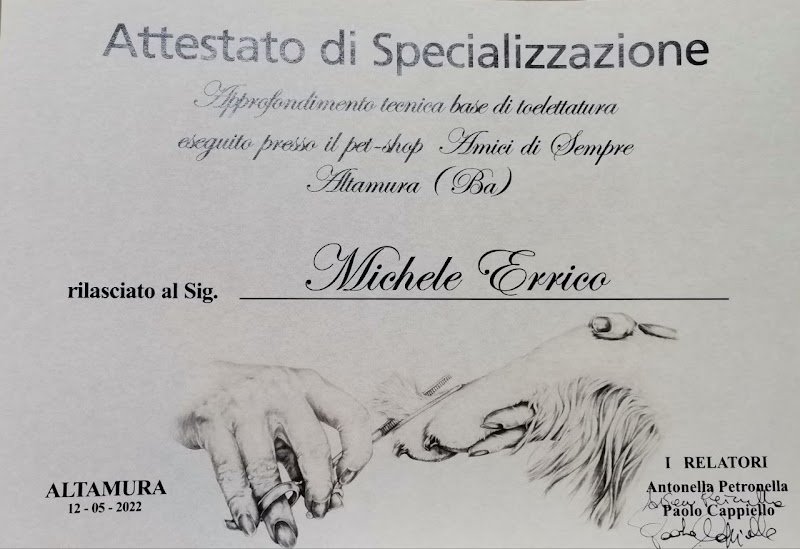 Attestato di Specializzazione
Approfondimento tecnica base di toelettatura
eseguito presso il pet-shop Amici di Sempre
Altamura (Ba)
rilasciato al Sig. Michele Errico
ALTAMURA
12 - 05 - 2022
I RELATORI
Antonella Petronella
Paolo Cappiello